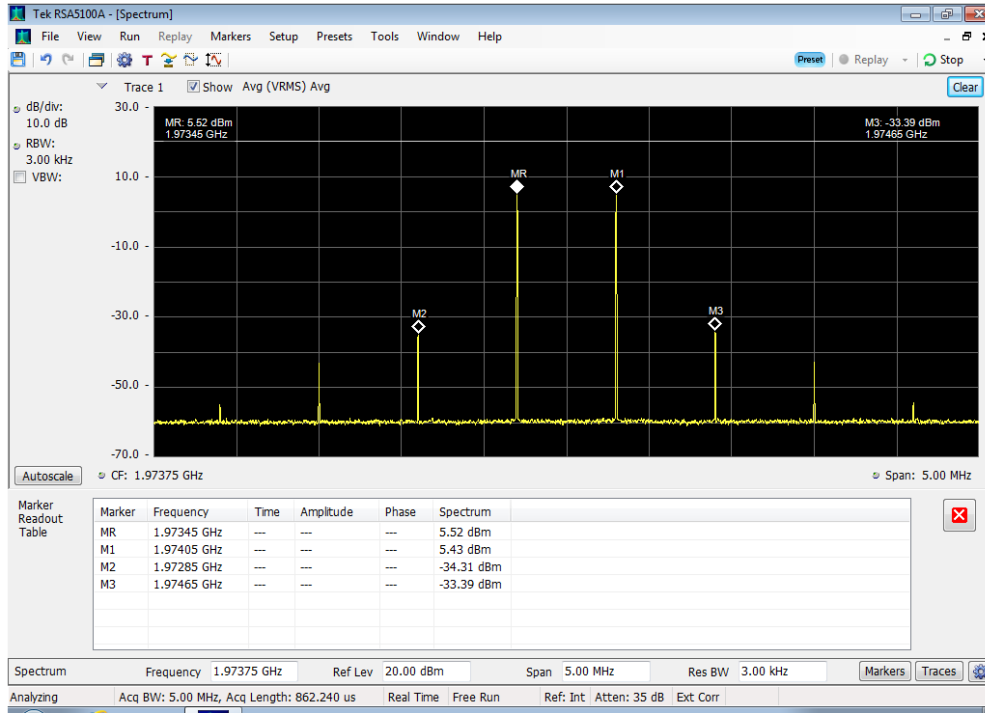 Tek RSA5100A - [Spectrum]
File View Run Replay Markers Setup Presets Tools Window Help
T Preset Replay Stop
Trace 1 Show Avg (VRMS) Avg Clear
dB/div:
10.0 dB
RBW:
3.00 kHz
VBW:
30.0
10.0
-10.0
-30.0
-50.0
-70.0
MR: 5.52 dBm
1.97345 GHz
M3: -33.39 dBm
1.97465 GHz
MR M1
M2 M3
Autoscale CF: 1.97375 GHz Span: 5.00 MHz
Marker
Readout
Table
Marker Frequency Time Amplitude Phase Spectrum
MR 1.97345 GHz --- --- --- 5.52 dBm
M1 1.97405 GHz --- --- --- 5.43 dBm
M2 1.97285 GHz --- --- --- -34.31 dBm
M3 1.97465 GHz --- --- --- -33.39 dBm
Spectrum Frequency 1.97375 GHz Ref Lev 20.00 dBm Span 5.00 MHz Res BW 3.00 kHz Markers Traces
Analyzing Acq BW: 5.00 MHz, Acq Length: 862.240 us Real Time Free Run Ref: Int Atten: 35 dB Ext Corr